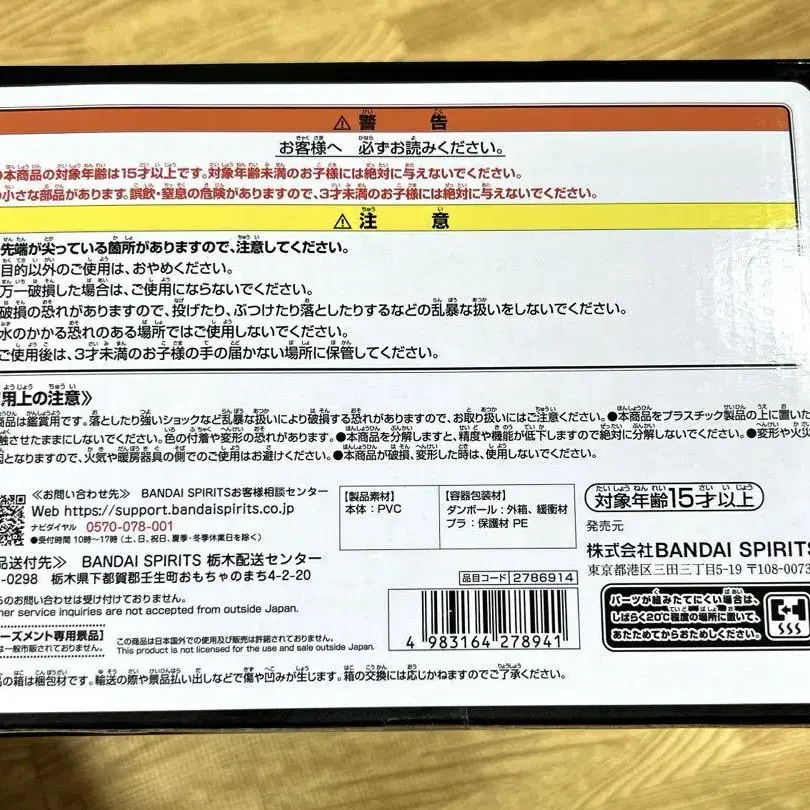 ⚠警 告
お客様へ 必ずお読みください。
本商品の対象年齢は15才以上です。対象年齢未満のお子様には絶対に与えないでください。
小さな部品があります。誤飲・窒息の危険がありますので、3才未満のお子様には絶対に与えないでください。
⚠注 意
先端が尖っている箇所がありますので、注意してください。
目的以外のご使用は、おやめください。
万一破損した場合は、ご使用にならないでください。
破損の恐れがありますので、投げたり、ぶつけたり落としたりするなどの乱暴な扱いをしないでください。
水のかかる恐れのある場所ではご使用しないでください。
ご使用後は、3才未満のお子様の手の届かない場所に保管してください。
用上の注意》
商品は鑑賞用です。落としたり強いショックなど乱暴な扱いにより破損する恐れがありますので、お取り扱いにはご注意ください。●本商品をプラスチック製品の上に置いた
触させたままにしないでください。色の付着や変形の恐れがあります。●本商品を分解しますと、精度や機能が低下しますので絶対に分解しないでください。●変形や火災
因となりますので、火気や暖房器具の側でのご使用はお避けください。●本商品が破損、変形した時は、使用しないでください。
≪お問い合わせ先≫ BANDAI SPIRITSお客様相談センター
Web https://support.bandaispirits.co.jp
ナビダイヤル 0570-078-001
●受付時間 10時〜17時(土、日、祝日、夏季・冬季休業日を除く)
【製品素材】
本体:PVC
【容器包装材】
ダンボール:外箱、緩衝材
プラ:保護材 PE
対象年齢15才以上
発売元
株式会社BANDAI SPIRITS
東京都港区三田三丁目5-19 〒108-0073
品送付先≫ BANDAI SPIRITS 栃木配送センター
-0298 栃木県下都賀郡壬生町おもちゃのまち4-2-20
からのお問い合わせは受け付けておりません。
omer service inquiries are not accepted from outside Japan.
品目コード 2786914
4 983164 278941
パーツが組みたてにくい場合は、
しばらく20℃程度の場所に置いて、
あたためてからおためしください。
ーズメント専用景品】
は一般市販されておりません。
この商品は日本国外での使用及び販売は許諾されておりません。
This product is not licensed for the use and sale outside Japan.
品の箱は梱包材です。輸送の際や景品払い出しなどで傷や凹みが生じます。箱の交換には応じかねますのでご了承ください。